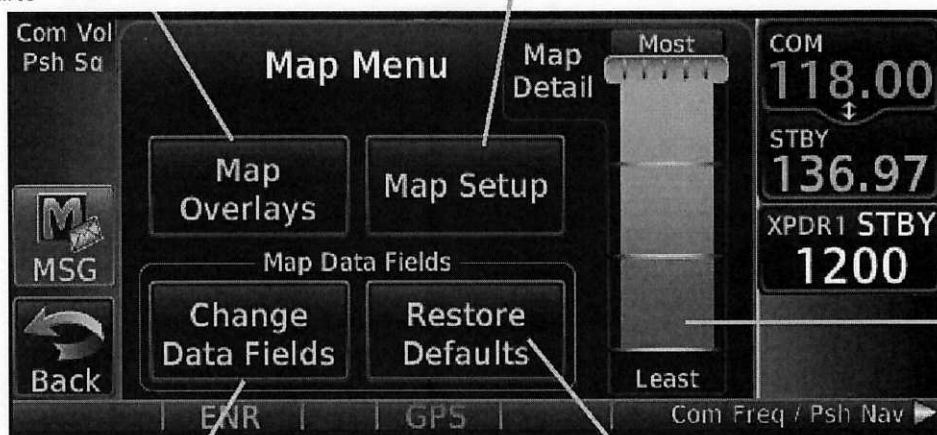 Com Vol
Psh Sq
Map Menu
Map
Detail
Most
COM
118.00
STBY
136.97
Map
Overlays
Map Setup
XPDR1 STBY
1200
MSG
Map Data Fields
Change
Data Fields
Restore
Defaults
Back
Least
ENR
GPS
Com Freq / Psh Nav